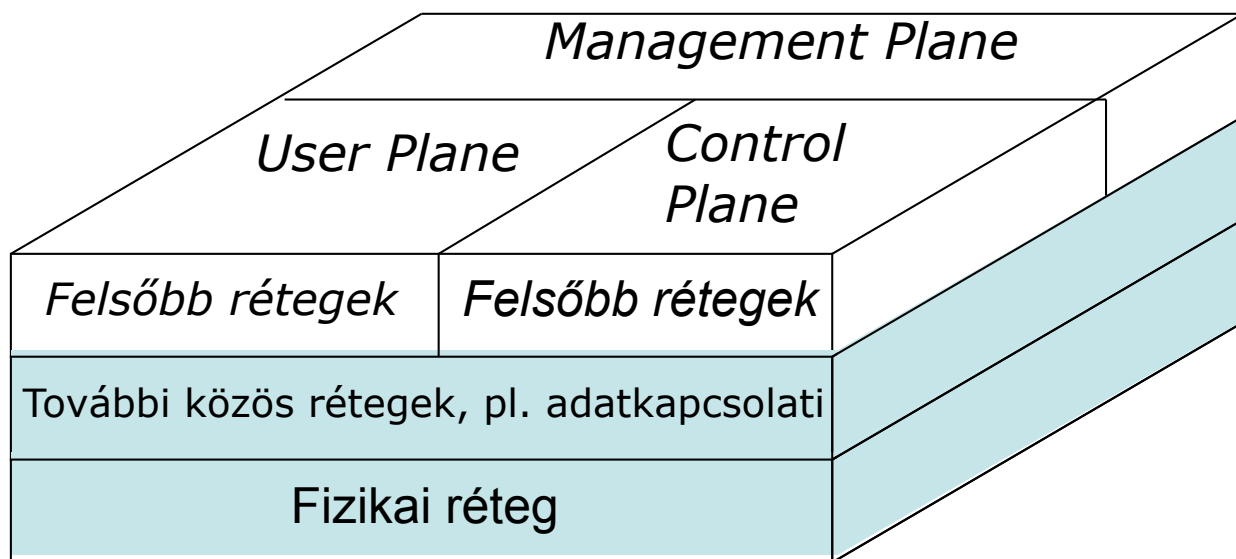 Management Plane
User Plane
Control
Plane
Felsőbb rétegek
Felsőbb rétegek
További közös rétegek, pl. adatkapcsolati
Fizikai réteg